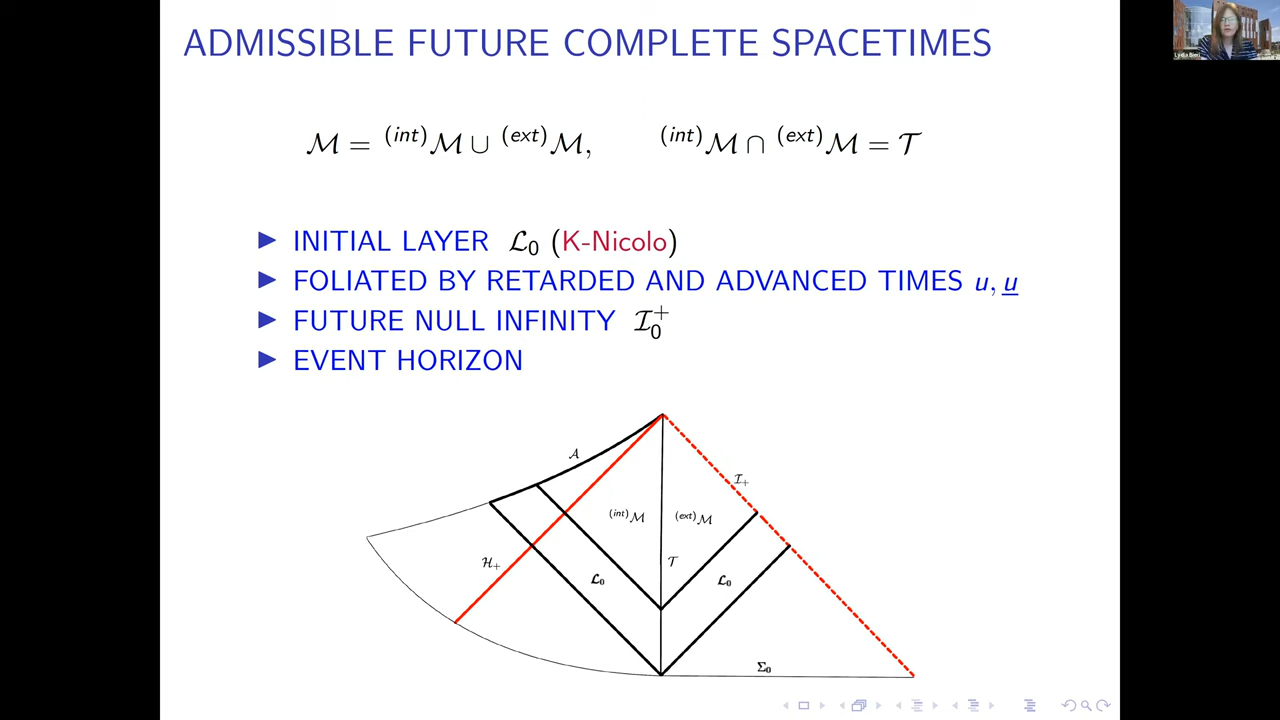 ADMISSIBLE FUTURE COMPLETE SPACETIMES
ℳ = ⁽ⁱⁿᵗ⁾ℳ ∪ ⁽ᵉˣᵗ⁾ℳ, ⁽ⁱⁿᵗ⁾ℳ ∩ ⁽ᵉˣᵗ⁾ℳ = 𝒯
▶ INITIAL LAYER ℒ₀ (K-Nicolo)
▶ FOLIATED BY RETARDED AND ADVANCED TIMES u, u̲
▶ FUTURE NULL INFINITY ℐ₀⁺
▶ EVENT HORIZON
𝒜
ℐ₊
⁽ⁱⁿᵗ⁾ℳ
⁽ᵉˣᵗ⁾ℳ
ℋ₊
𝒯
ℒ₀
ℒ₀
Σ₀